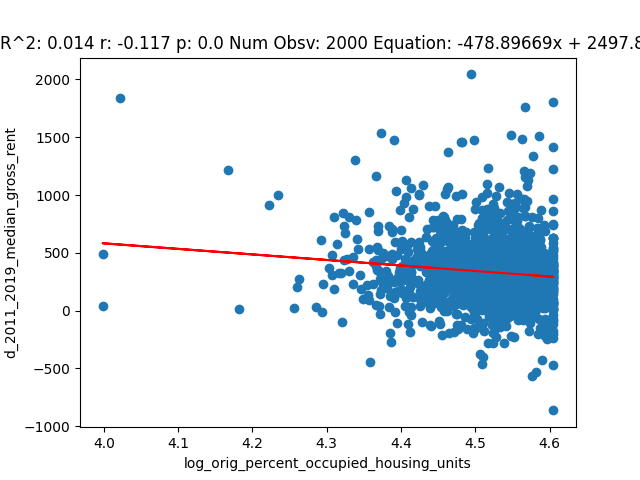 R^2: 0.014 r: -0.117 p: 0.0 Num Obsv: 2000 Equation: -478.89669x + 2497.8
d_2011_2019_median_gross_rent
2000
1500
1000
500
0
−500
−1000
4.0 4.1 4.2 4.3 4.4 4.5 4.6
log_orig_percent_occupied_housing_units